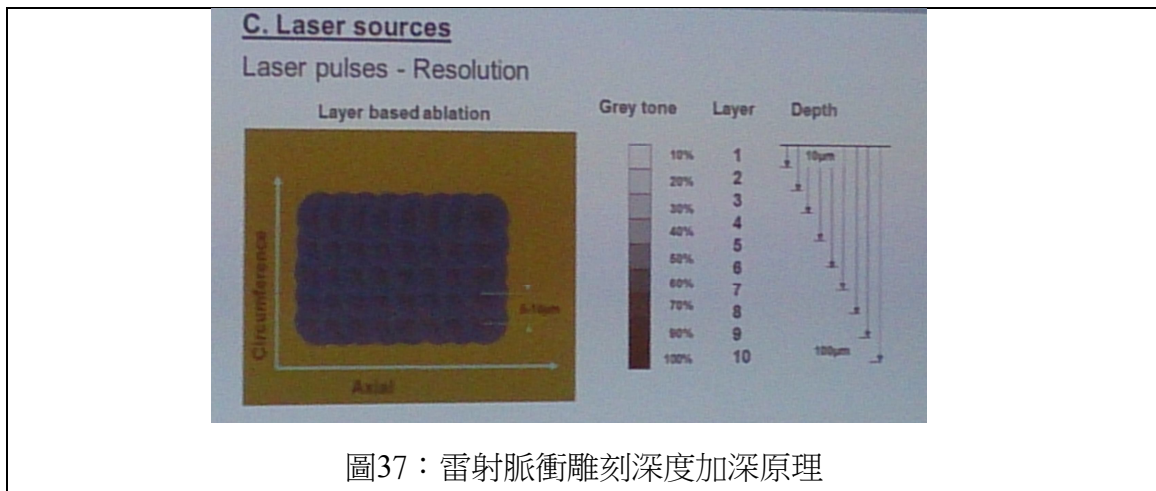 C. Laser sources
Laser pulses - Resolution
Layer based ablation
Circumference
Axial
Grey tone Layer Depth
10% 1 10µm
20% 2
30% 3
40% 4
50% 5
60% 6
70% 7
90% 8
100% 9
10
100µm
圖37：雷射脈衝雕刻深度加深原理